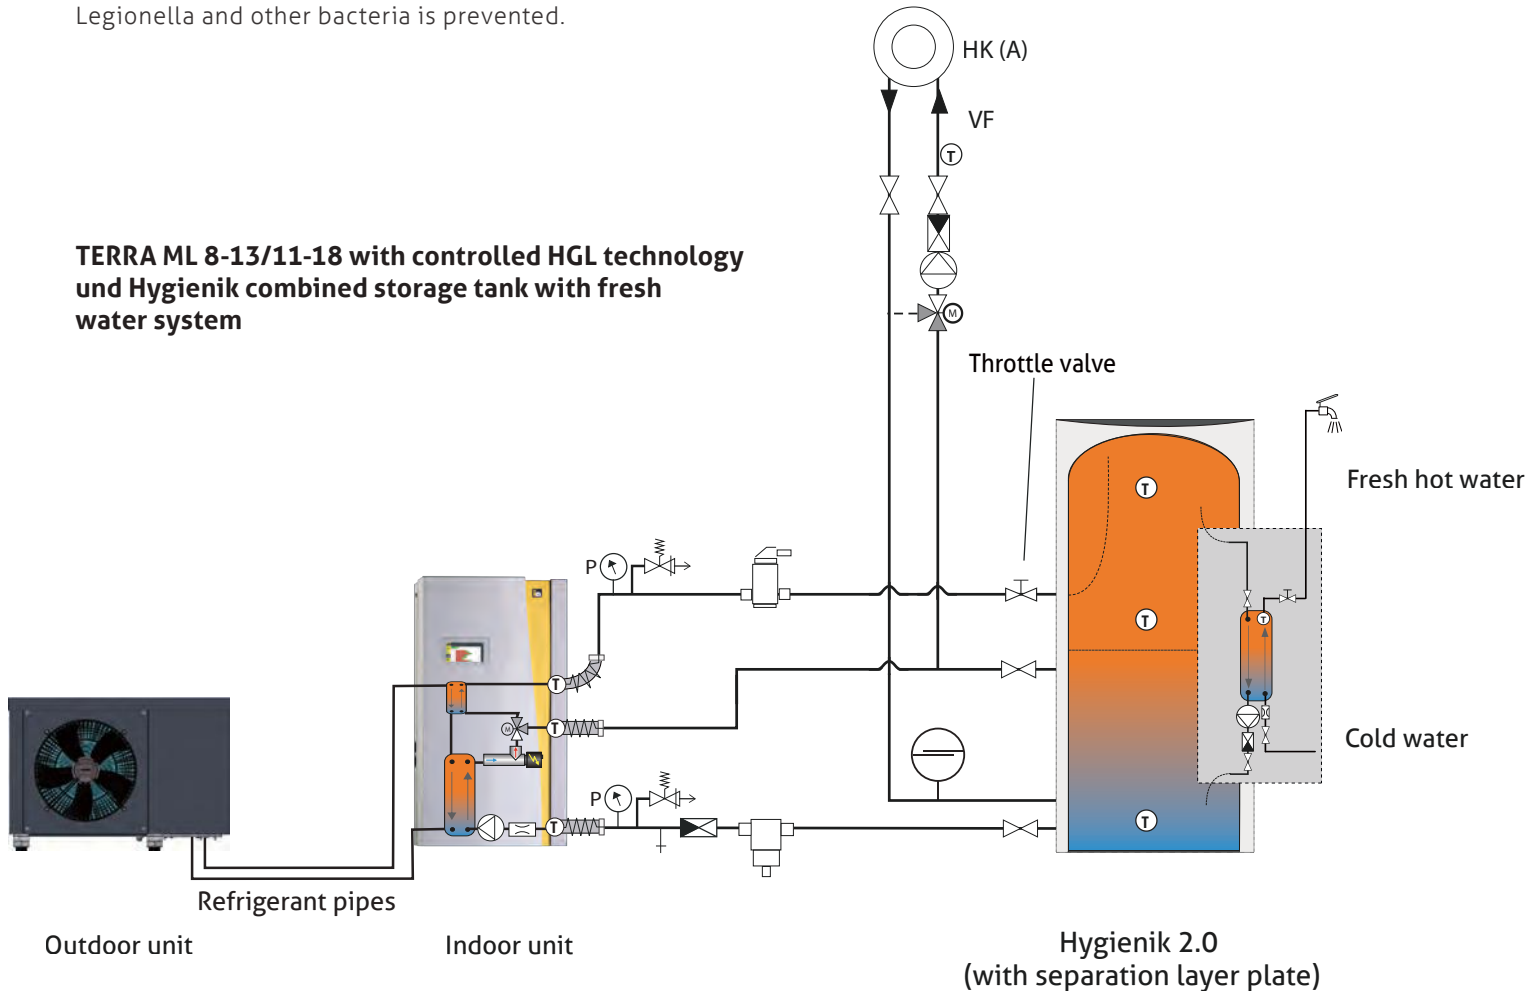 Legionella and other bacteria is prevented.
HK (A)
VF
T
TERRA ML 8-13/11-18 with controlled HGL technology
und Hygienik combined storage tank with fresh
water system
M
Throttle valve
T
Fresh hot water
P
T
T
T
M
T
Cold water
P
T
T
Refrigerant pipes
Outdoor unit
Indoor unit
Hygienik 2.0
(with separation layer plate)